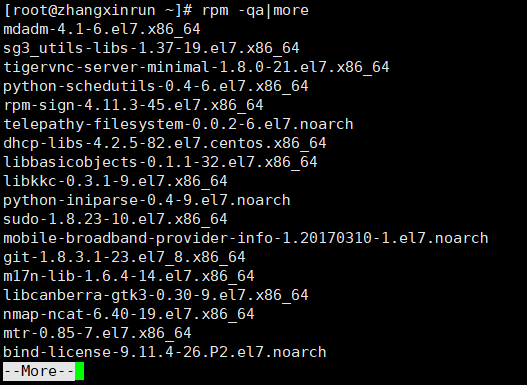 [root@zhangxinrun ~]# rpm -qa|more
mdadm-4.1-6.el7.x86_64
sg3_utils-libs-1.37-19.el7.x86_64
tigervnc-server-minimal-1.8.0-21.el7.x86_64
python-schedutils-0.4-6.el7.x86_64
rpm-sign-4.11.3-45.el7.x86_64
telepathy-filesystem-0.0.2-6.el7.noarch
dhcp-libs-4.2.5-82.el7.centos.x86_64
libbasicobjects-0.1.1-32.el7.x86_64
libkkc-0.3.1-9.el7.x86_64
python-iniparse-0.4-9.el7.noarch
sudo-1.8.23-10.el7.x86_64
mobile-broadband-provider-info-1.20170310-1.el7.noarch
git-1.8.3.1-23.el7_8.x86_64
m17n-lib-1.6.4-14.el7.x86_64
libcanberra-gtk3-0.30-9.el7.x86_64
nmap-ncat-6.40-19.el7.x86_64
mtr-0.85-7.el7.x86_64
bind-license-9.11.4-26.P2.el7.noarch
--More--